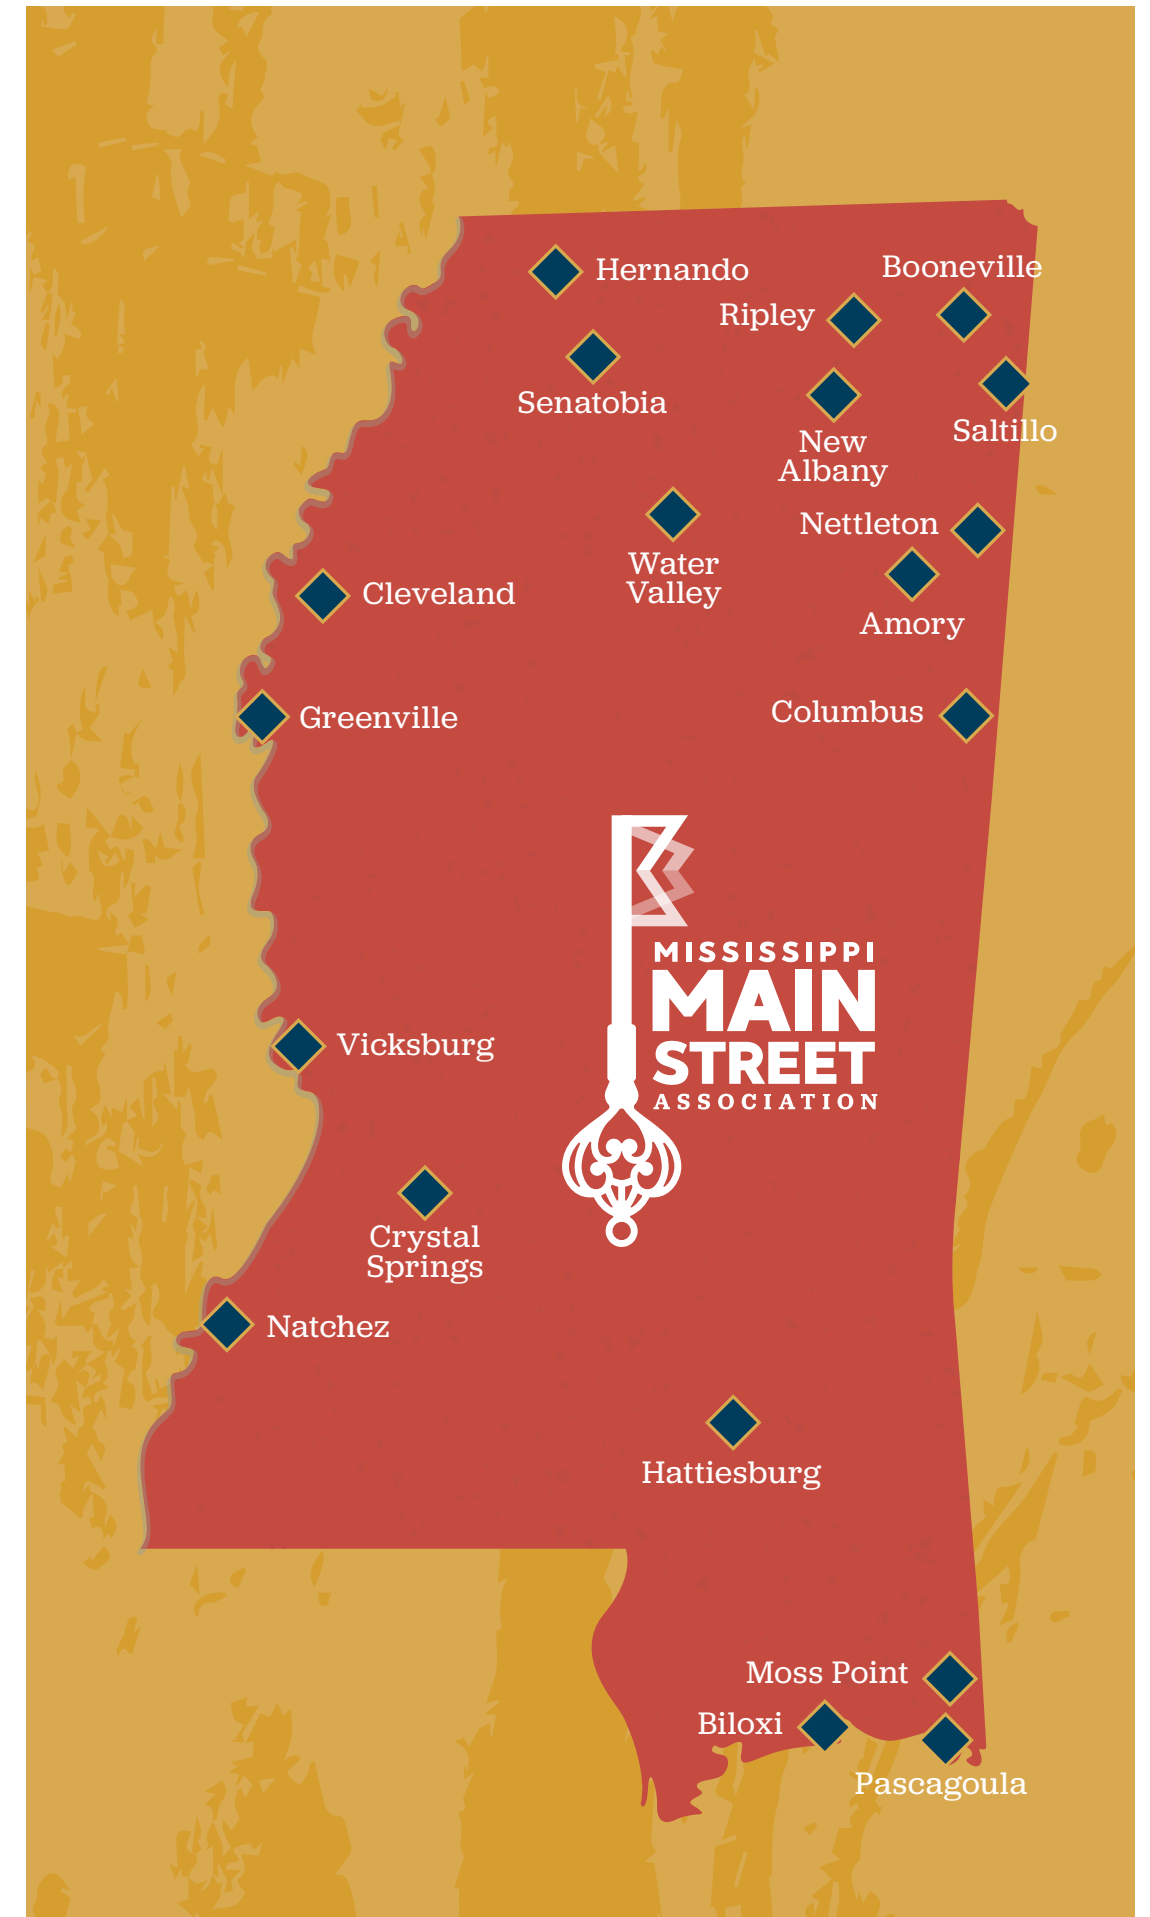 Hernando
Booneville
Ripley
Senatobia
Saltillo
New
Albany
Nettleton
Water
Valley
Cleveland
Amory
Greenville
Columbus
MISSISSIPPI
MAIN
STREET
ASSOCIATION
Vicksburg
Crystal
Springs
Natchez
Hattiesburg
Moss Point
Biloxi
Pascagoula